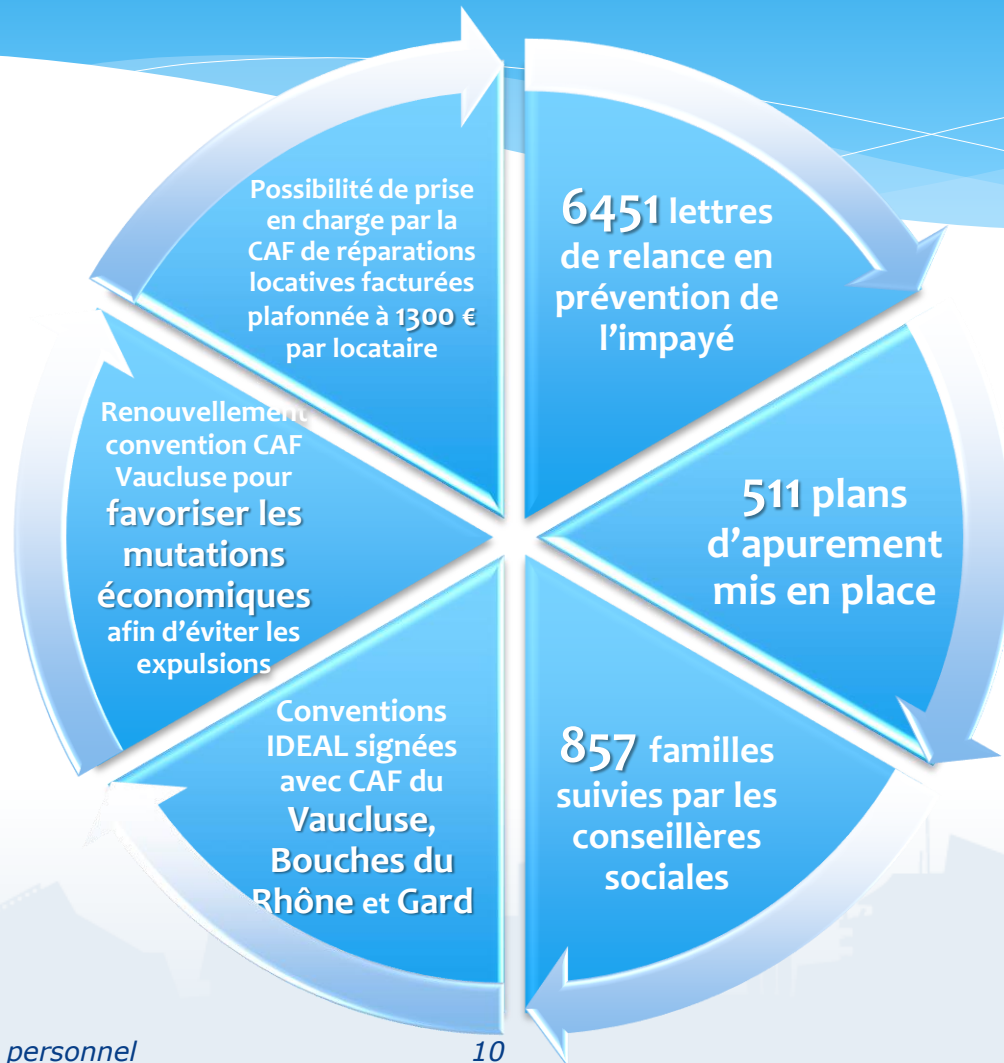 Possibilité de prise
en charge par la
CAF de réparations
locatives facturées
plafonnée à 1300 €
par locataire
6451 lettres
de relance en
prévention de
l'impayé
511 plans
d'apurement
mis en place
857 familles
suivies par les
conseillères
sociales
Conventions
IDEAL signées
avec CAF du
Vaucluse,
Bouches du
Rhône et Gard
Renouvellement
convention CAF
Vaucluse pour
favoriser les
mutations
économiques
afin d'éviter les
expulsions
personnel 10